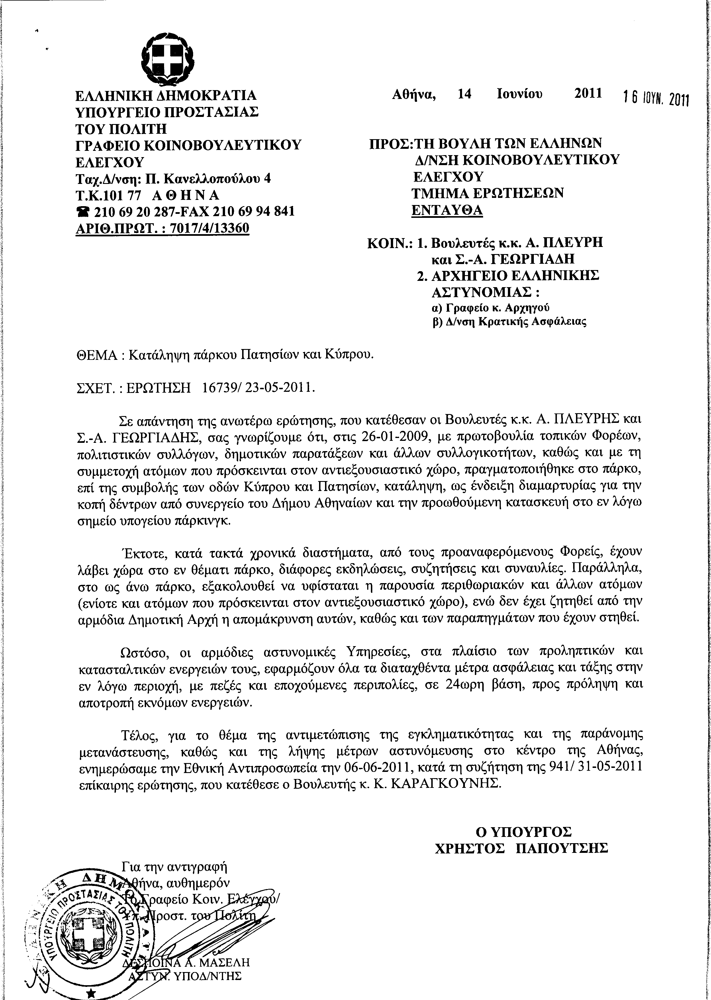 ΕΛΛΗΝΙΚΗ ΔΗΜΟΚΡΑΤΙΑ
ΥΠΟΥΡΓΕΙΟ ΠΡΟΣΤΑΣΙΑΣ
ΤΟΥ ΠΟΛΙΤΗ
ΓΡΑΦΕΙΟ ΚΟΙΝΟΒΟΥΛΕΥΤΙΚΟΥ
ΕΛΕΓΧΟΥ
Ταχ.Δ/νση: Π. Κανελλοπούλου 4
Τ.Κ.101 77 Α Θ Η Ν Α
☎ 210 69 20 287-FAX 210 69 94 841
ΑΡΙΘ.ΠΡΩΤ. : 7017/4/13360
Αθήνα, 14 Ιουνίου 2011
16 ΙΟΥΝ. 2011
ΠΡΟΣ:ΤΗ ΒΟΥΛΗ ΤΩΝ ΕΛΛΗΝΩΝ
Δ/ΝΣΗ ΚΟΙΝΟΒΟΥΛΕΥΤΙΚΟΥ
ΕΛΕΓΧΟΥ
ΤΜΗΜΑ ΕΡΩΤΗΣΕΩΝ
ΕΝΤΑΥΘΑ
ΚΟΙΝ.: 1. Βουλευτές κ.κ. Α. ΠΛΕΥΡΗ
και Σ.-Α. ΓΕΩΡΓΙΑΔΗ
2. ΑΡΧΗΓΕΙΟ ΕΛΛΗΝΙΚΗΣ
ΑΣΤΥΝΟΜΙΑΣ :
α) Γραφείο κ. Αρχηγού
β) Δ/νση Κρατικής Ασφάλειας
ΘΕΜΑ : Κατάληψη πάρκου Πατησίων και Κύπρου.
ΣΧΕΤ. : ΕΡΩΤΗΣΗ 16739/ 23-05-2011.
Σε απάντηση της ανωτέρω ερώτησης, που κατέθεσαν οι Βουλευτές κ.κ. Α. ΠΛΕΥΡΗΣ και
Σ.-Α. ΓΕΩΡΓΙΑΔΗΣ, σας γνωρίζουμε ότι, στις 26-01-2009, με πρωτοβουλία τοπικών Φορέων,
πολιτιστικών συλλόγων, δημοτικών παρατάξεων και άλλων συλλογικοτήτων, καθώς και με τη
συμμετοχή ατόμων που πρόσκεινται στον αντιεξουσιαστικό χώρο, πραγματοποιήθηκε στο πάρκο,
επί της συμβολής των οδών Κύπρου και Πατησίων, κατάληψη, ως ένδειξη διαμαρτυρίας για την
κοπή δέντρων από συνεργείο του Δήμου Αθηναίων και την προωθούμενη κατασκευή στο εν λόγω
σημείο υπογείου πάρκινγκ.
Έκτοτε, κατά τακτά χρονικά διαστήματα, από τους προαναφερόμενους Φορείς, έχουν
λάβει χώρα στο εν θέματι πάρκο, διάφορες εκδηλώσεις, συζητήσεις και συναυλίες. Παράλληλα,
στο ως άνω πάρκο, εξακολουθεί να υφίσταται η παρουσία περιθωριακών και άλλων ατόμων
(ενίοτε και ατόμων που πρόσκεινται στον αντιεξουσιαστικό χώρο), ενώ δεν έχει ζητηθεί από την
αρμόδια Δημοτική Αρχή η απομάκρυνση αυτών, καθώς και των παραπηγμάτων που έχουν στηθεί.
Ωστόσο, οι αρμόδιες αστυνομικές Υπηρεσίες, στα πλαίσιο των προληπτικών και
κατασταλτικών ενεργειών τους, εφαρμόζουν όλα τα διαταχθέντα μέτρα ασφάλειας και τάξης στην
εν λόγω περιοχή, με πεζές και εποχούμενες περιπολίες, σε 24ωρη βάση, προς πρόληψη και
αποτροπή εκνόμων ενεργειών.
Τέλος, για το θέμα της αντιμετώπισης της εγκληματικότητας και της παράνομης
μετανάστευσης, καθώς και της λήψης μέτρων αστυνόμευσης στο κέντρο της Αθήνας,
ενημερώσαμε την Εθνική Αντιπροσωπεία την 06-06-2011, κατά τη συζήτηση της 941/ 31-05-2011
επίκαιρης ερώτησης, που κατέθεσε ο Βουλευτής κ. Κ. ΚΑΡΑΓΚΟΥΝΗΣ.
Ο ΥΠΟΥΡΓΟΣ
ΧΡΗΣΤΟΣ ΠΑΠΟΥΤΣΗΣ
Για την αντιγραφή
Αθήνα, αυθημερόν
Το Γραφείο Κοιν. Ελέγχου/
Υπ. Προστ. του Πολίτη
ΔΕΣΠΟΙΝΑ Α. ΜΑΣΕΛΗ
ΑΣΤΥΝ. ΥΠΟΔ/ΝΤΗΣ
ΕΛΛΗΝΙΚΗ ΔΗΜΟΚΡΑΤΙΑ
ΥΠΟΥΡΓΕΙΟ ΠΡΟΣΤΑΣΙΑΣ ΤΟΥ ΠΟΛΙΤΗ